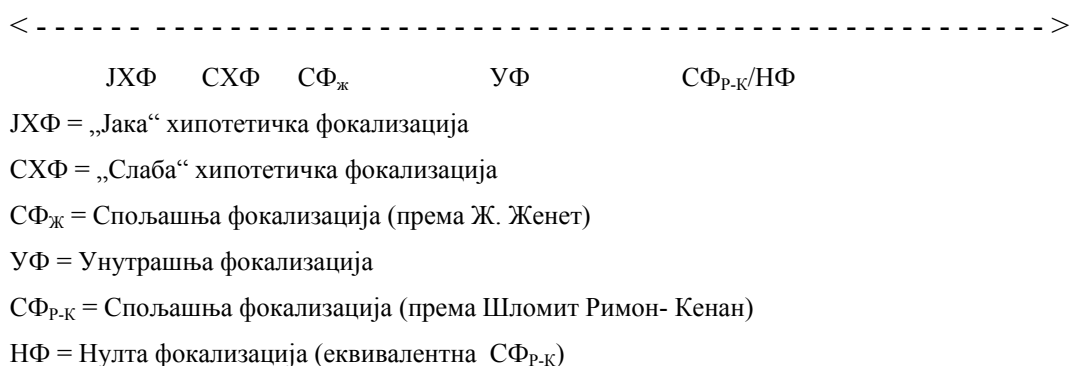 < - - - - - -  - - - - - - - - - - - - - - - - - - - - - - - - - - - - - - - - - - - - - - - - - - - - - - - - - >
ЈХФ СХФ СФж УФ СФР-К/НФ
ЈХФ = „Јака“ хипотетичка фокализација
СХФ = „Слаба“ хипотетичка фокализација
СФЖ = Спољашња фокализација (према Ж. Женет)
УФ = Унутрашња фокализација
СФР-К = Спољашња фокализација (према Шломит Римон- Кенан)
НФ = Нулта фокализација (еквивалентна СФР-К)